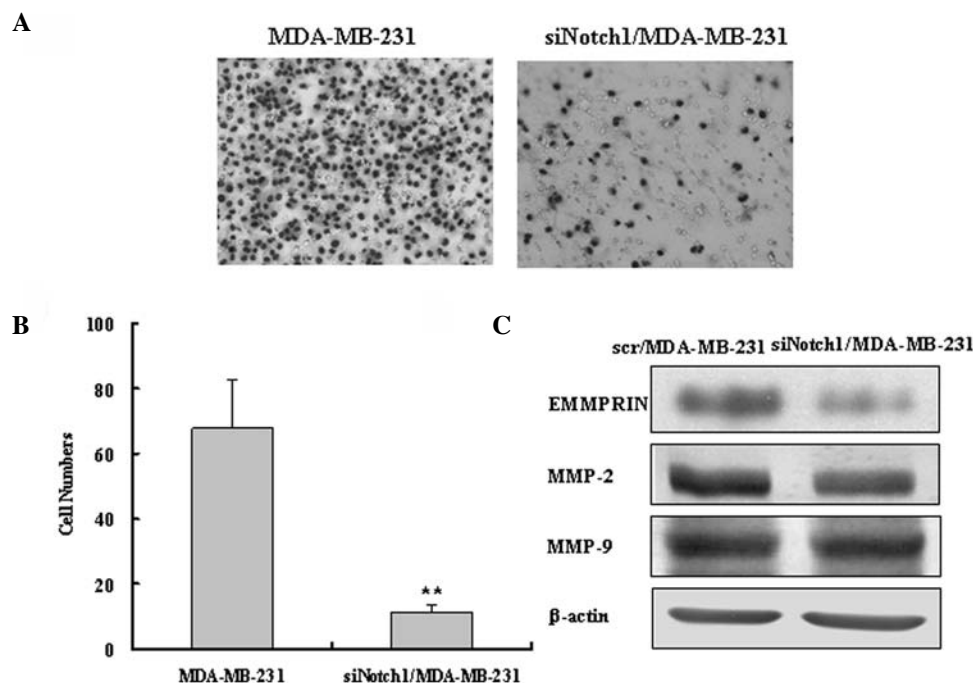 A
MDA-MB-231
siNotch1/MDA-MB-231
B
100
80
60
40
20
0
Cell Numbers
**
MDA-MB-231
siNotch1/MDA-MB-231
C
scr/MDA-MB-231
siNotch1/MDA-MB-231
EMMPRIN
MMP-2
MMP-9
β-actin